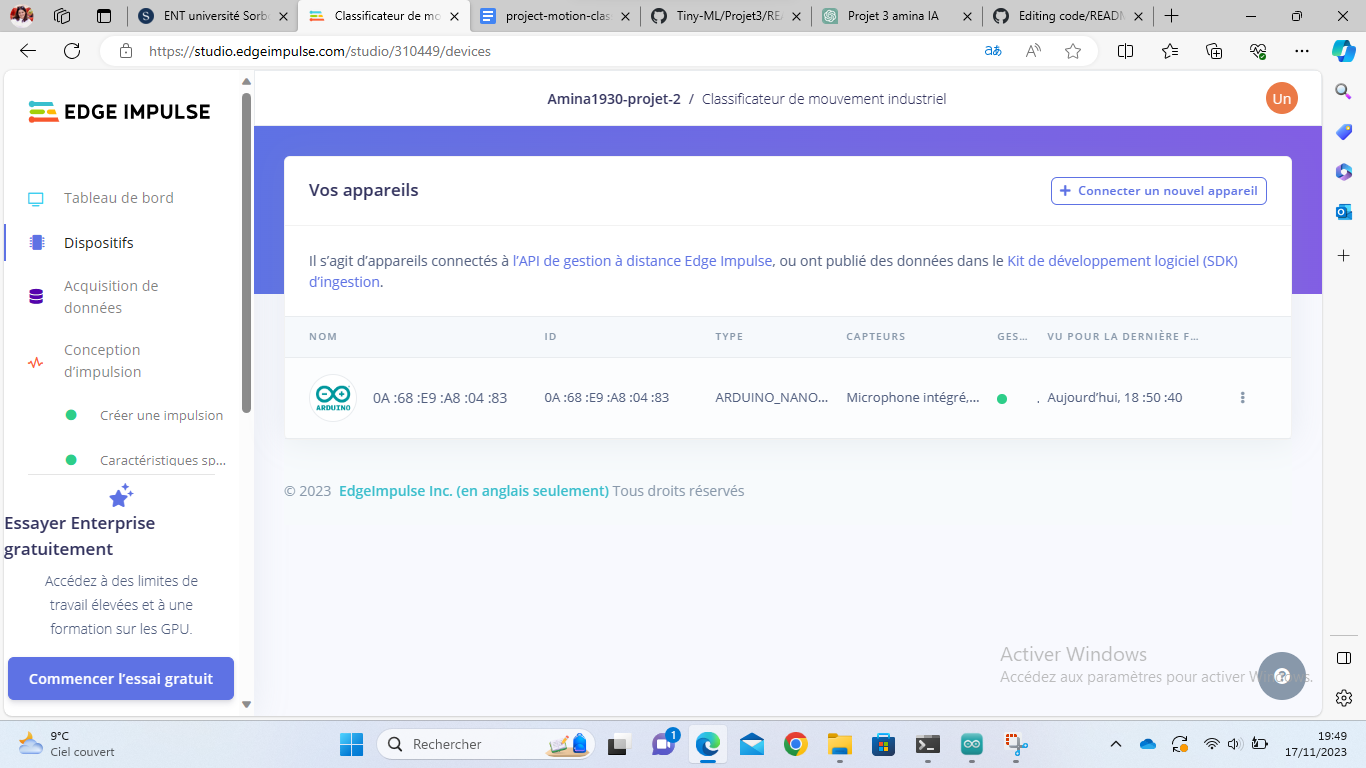 ENT université Sorb
Classificateur de mo
project-motion-clas
Tiny-ML/Projet3/RE
Projet 3 amina IA
Editing code/READM
https://studio.edgeimpulse.com/studio/310449/devices
aあ
EDGE IMPULSE
Amina1930-projet-2 / Classificateur de mouvement industriel
Un
Tableau de bord
Dispositifs
Acquisition de
données
Conception
d’impulsion
Créer une impulsion
Caractéristiques sp...
Essayer Enterprise
gratuitement
Accédez à des limites de
travail élevées et à une
formation sur les GPU.
Commencer l’essai gratuit
Vos appareils
+ Connecter un nouvel appareil
Il s’agit d’appareils connectés à l’API de gestion à distance Edge Impulse, ou ont publié des données dans le Kit de développement logiciel (SDK)
d’ingestion.
NOM ID TYPE CAPTEURS GES... VU POUR LA DERNIÈRE F...
ARDUINO
0A :68 :E9 :A8 :04 :83 0A :68 :E9 :A8 :04 :83 ARDUINO_NANO... Microphone intégré,... . Aujourd’hui, 18 :50 :40
© 2023 EdgeImpulse Inc. (en anglais seulement) Tous droits réservés
Activer Windows
Accédez aux paramètres pour activer Windows.
?
9°C
Ciel couvert
Rechercher
1
19:49
17/11/2023